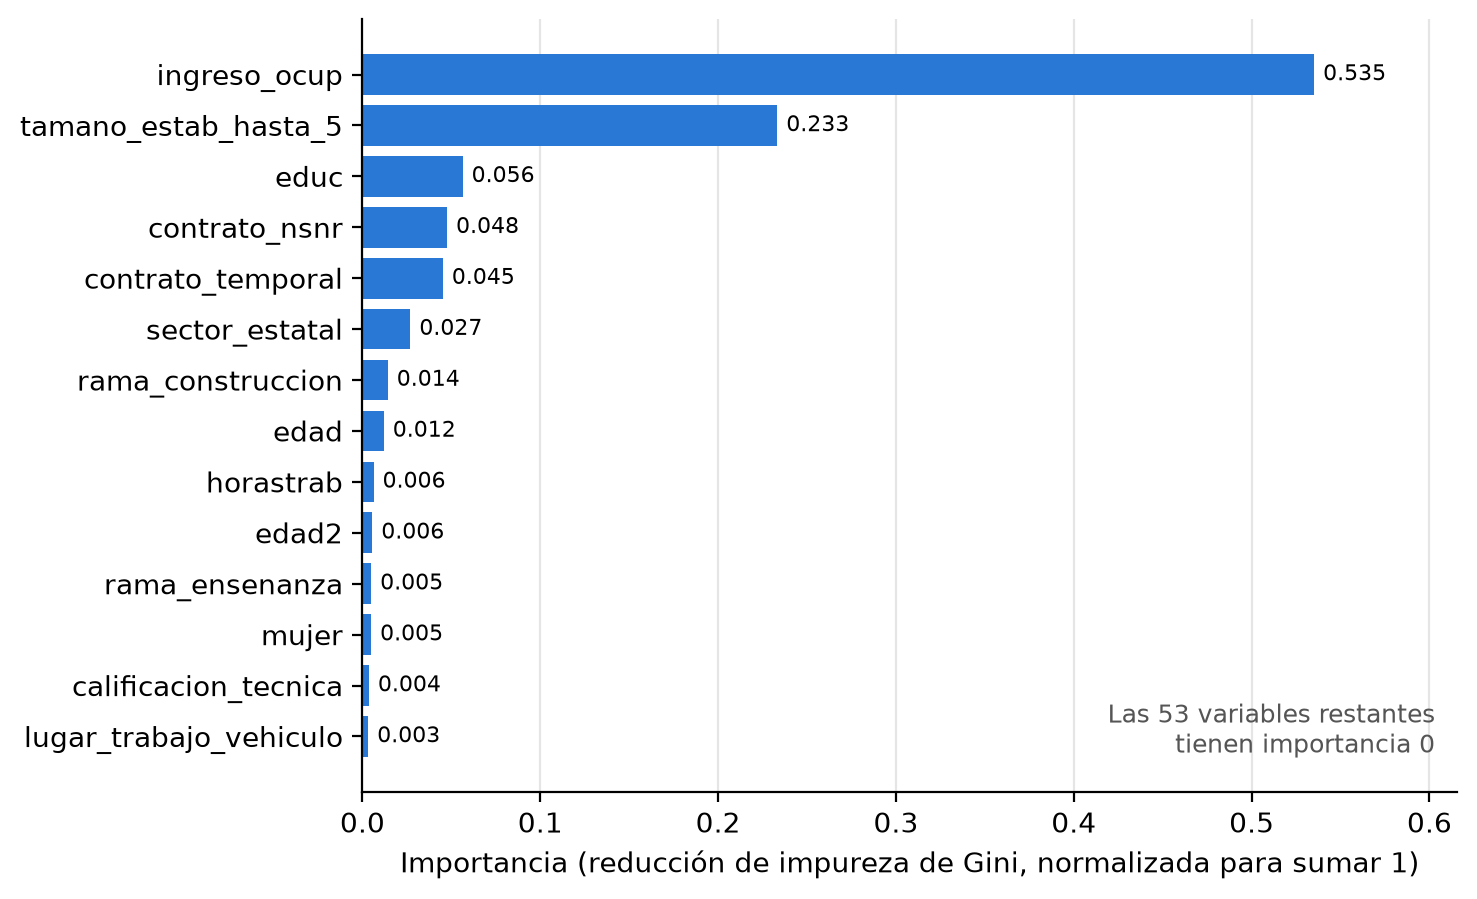 ingreso_ocup 0.535
tamano_estab_hasta_5 0.233
educ 0.056
contrato_nsnr 0.048
contrato_temporal 0.045
sector_estatal 0.027
rama_construccion 0.014
edad 0.012
horastrab 0.006
edad2 0.006
rama_ensenanza 0.005
mujer 0.005
calificacion_tecnica 0.004
lugar_trabajo_vehiculo 0.003
Las 53 variables restantes
tienen importancia 0
0.0 0.1 0.2 0.3 0.4 0.5 0.6
Importancia (reducción de impureza de Gini, normalizada para sumar 1)